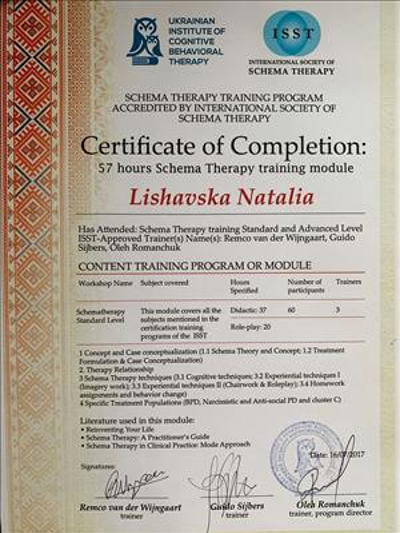 UKRAINIAN
INSTITUTE OF
COGNITIVE
BEHAVIORAL
THERAPY
ISST
INTERNATIONAL SOCIETY OF
SCHEMA THERAPY
SCHEMA THERAPY TRAINING PROGRAM
ACCREDITED BY INTERNATIONAL SOCIETY OF
SCHEMA THERAPY
Certificate of Completion:
57 hours Schema Therapy training module
Lishavska Natalia
Has Attended: Schema Therapy training Standard and Advanced Level
ISST-Approved Trainer(s) Name(s): Remco van der Wijngaart, Guido
Sijbers, Oleh Romanchuk
CONTENT TRAINING PROGRAM OR MODULE
Workshop Name Subject covered Hours Specified Number of participants Trainers
Schematherapy Standard Level This module covers all the subjects mentioned in the certification training programs of the ISST Didactic: 37 Role-play: 20 60 3
1 Concept and Case conceptualization (1.1 Schema Theory and Concept; 1.2 Treatment
Formulation & Case Conceptualization)
2. Therapy Relationship
3 Schema Therapy techniques (3.1 Cognitive techniques; 3.2 Experiential techniques I
(Imagery work); 3.3 Experiential techniques II (Chairwork & Roleplay); 3.4 Homework
assignments and behavior change)
4 Specific Treatment Populations (BPD, Narcissistic and Anti-social PD and cluster C)
Literature used in this module:
• Reinventing Your Life
• Schema Therapy: A Practitioner's Guide
• Schema Therapy in Clinical Practice: Mode Approach
Date: 16/07/2017
Signatures:
Remco van der Wijngaart Guido Sijbers Oleh Romanchuk
trainer trainer trainer, program director